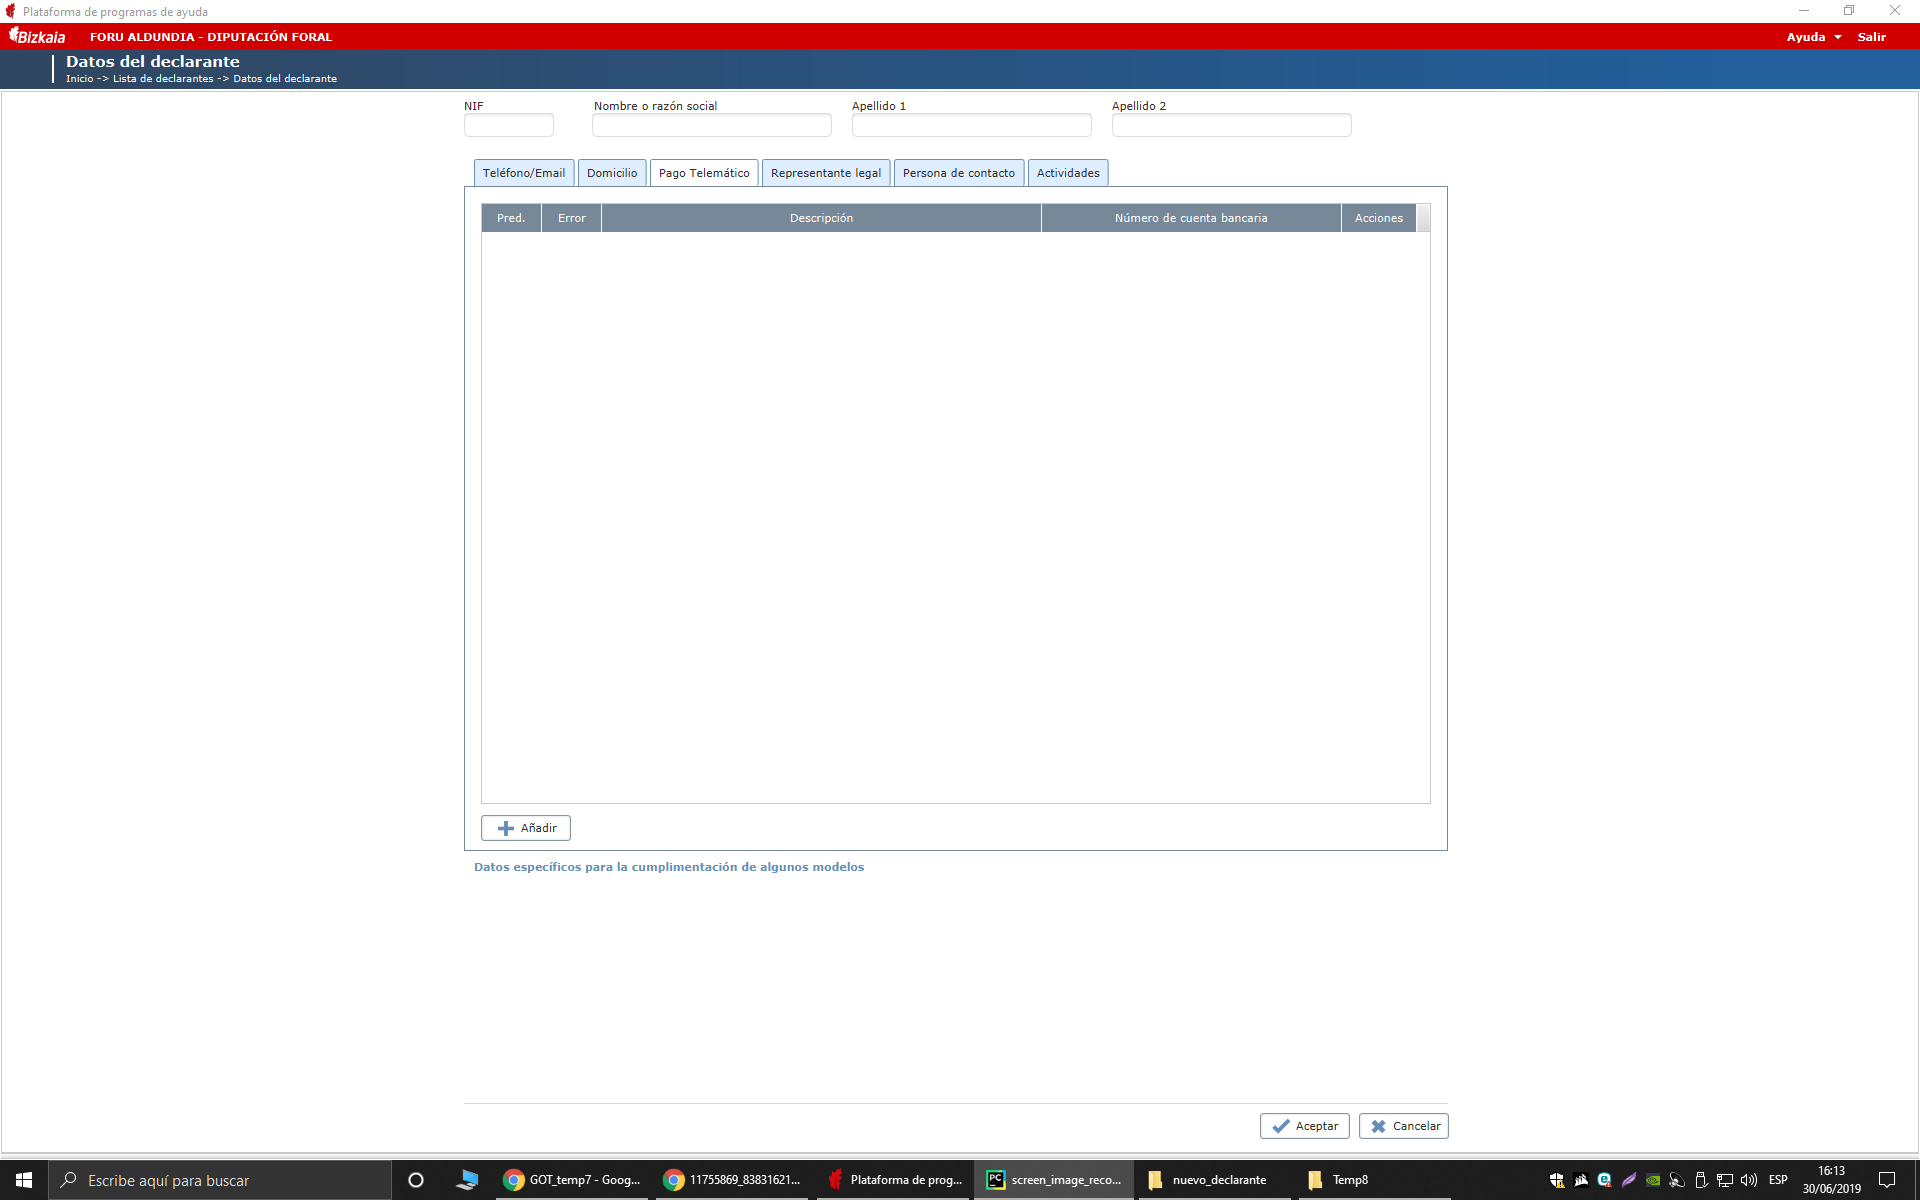 Plataforma de programas de ayuda
Bizkaia FORU ALDUNDIA - DIPUTACIÓN FORAL Ayuda Salir
Datos del declarante
Inicio -> Lista de declarantes -> Datos del declarante
NIF Nombre o razón social Apellido 1 Apellido 2
Teléfono/Email Domicilio Pago Telemático Representante legal Persona de contacto Actividades
Pred. Error Descripción Número de cuenta bancaria Acciones
Añadir
Datos específicos para la cumplimentación de algunos modelos
Aceptar Cancelar
Escribe aquí para buscar GOT_temp7 - Goog... 11755869_83831621... Plataforma de prog... PC screen_image_reco... nuevo_declarante Temp8 ESP 16:13
30/06/2019